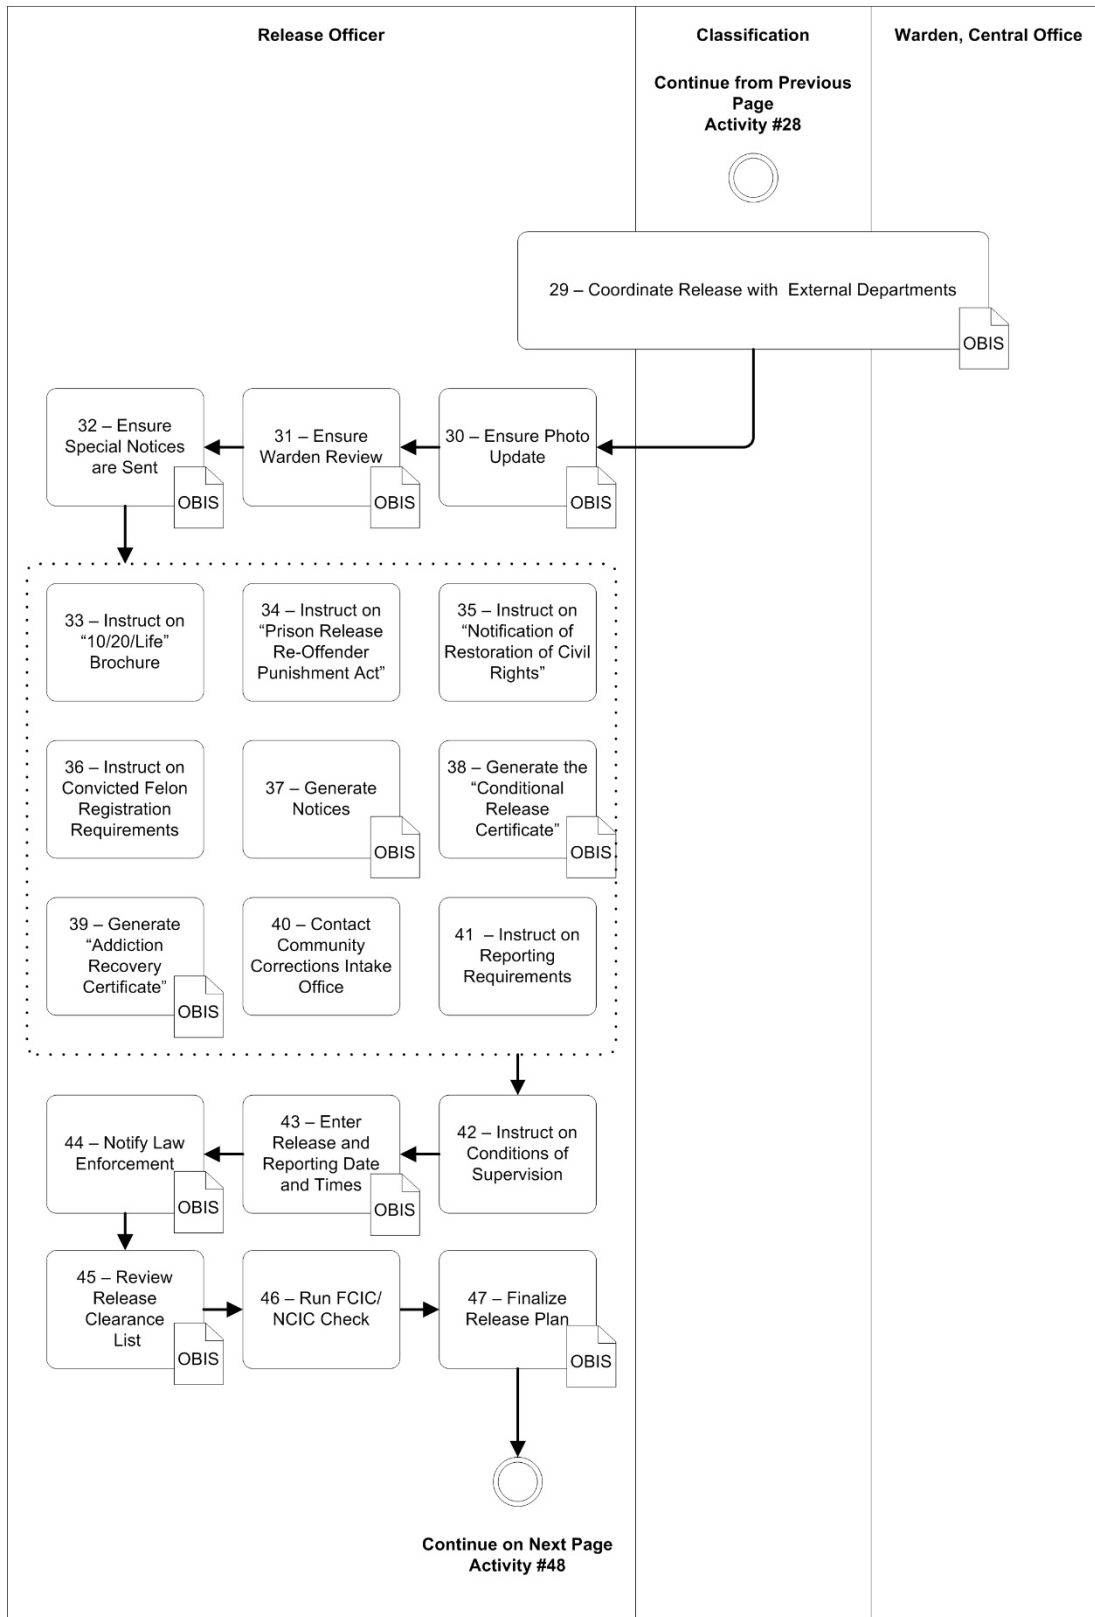 Release Officer
Classification
Warden, Central Office
Continue from Previous
Page
Activity #28
29 – Coordinate Release with External Departments
OBIS
32 – Ensure
Special Notices
are Sent
OBIS
31 – Ensure
Warden Review
OBIS
30 – Ensure Photo
Update
OBIS
33 – Instruct on
“10/20/Life”
Brochure
34 – Instruct on
“Prison Release
Re-Offender
Punishment Act”
35 – Instruct on
“Notification of
Restoration of Civil
Rights”
36 – Instruct on
Convicted Felon
Registration
Requirements
37 – Generate
Notices
OBIS
38 – Generate the
“Conditional
Release
Certificate”
OBIS
39 – Generate
“Addiction
Recovery
Certificate”
OBIS
40 – Contact
Community
Corrections Intake
Office
41 – Instruct on
Reporting
Requirements
44 – Notify Law
Enforcement
OBIS
43 – Enter
Release and
Reporting Date
and Times
OBIS
42 – Instruct on
Conditions of
Supervision
45 – Review
Release
Clearance
List
OBIS
46 – Run FCIC/
NCIC Check
47 – Finalize
Release Plan
OBIS
Continue on Next Page
Activity #48